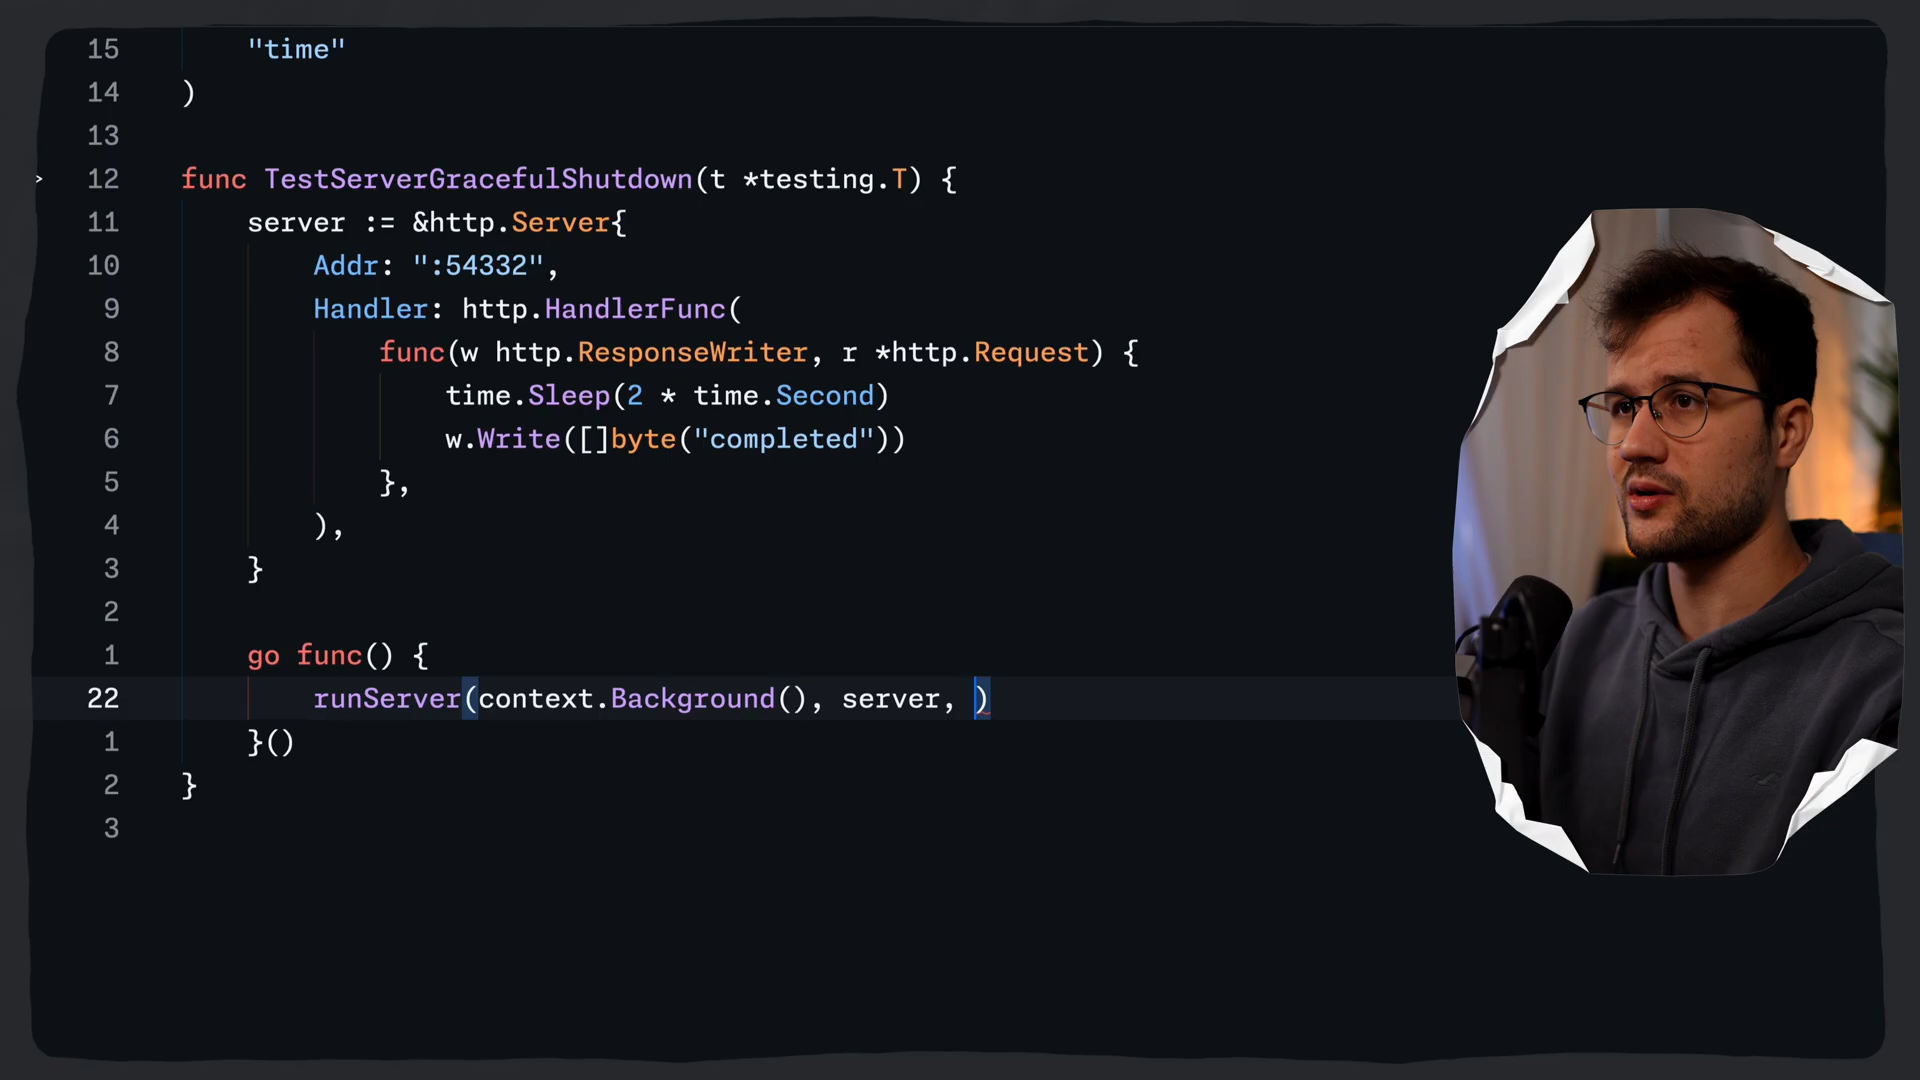 15 "time"
14 )
13
> 12 func TestServerGracefulShutdown(t *testing.T) {
11 server := &http.Server{
10 Addr: ":54332",
9 Handler: http.HandlerFunc(
8 func(w http.ResponseWriter, r *http.Request) {
7 time.Sleep(2 * time.Second)
6 w.Write([]byte("completed"))
5 },
4 ),
3 }
2
1 go func() {
22 runServer(context.Background(), server, )
1 }()
2 }
3